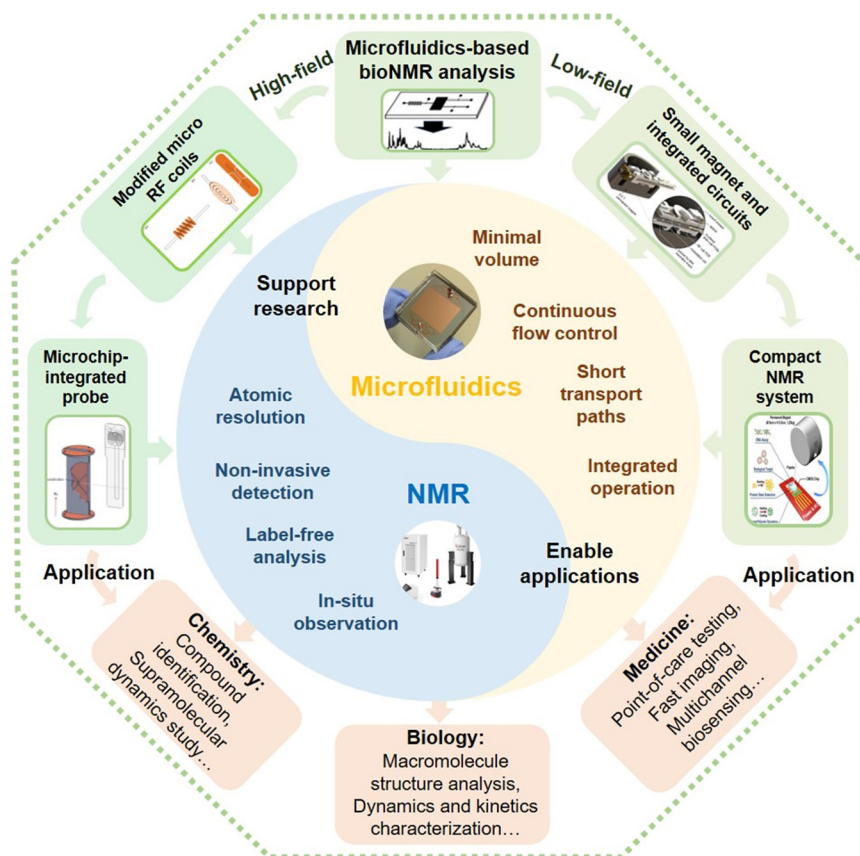 Microfluidics-based
bioNMR analysis
High-field
Low-field
Modified micro
RF coils
Small magnet and
integrated circuits
Support
research
Minimal
volume
Continuous
flow control
Microfluidics
Short
transport
paths
Integrated
operation
Atomic
resolution
Non-invasive
detection
Label-free
analysis
In-situ
observation
NMR
Enable
applications
Microchip-
integrated
probe
Compact
NMR
system
Application
Application
Chemistry:
Compound
identification,
Supramolecular
dynamics study…
Biology:
Macromolecule
structure analysis,
Dynamics and kinetics
characterization…
Medicine:
Point-of-care testing,
Fast imaging,
Multichannel
biosensing…